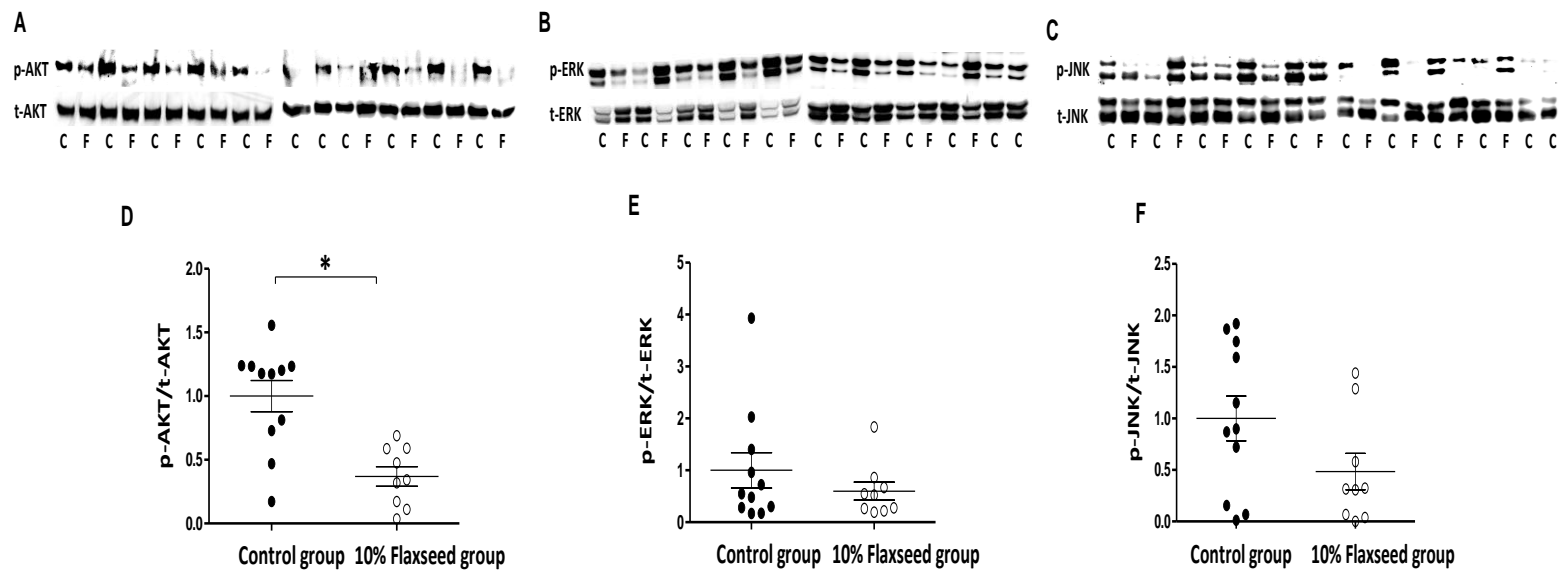 A
p-AKT
t-AKT
C F C F C F C F C F C C C F C F C F C F
B
p-ERK
t-ERK
C F C F C F C F C F C F C F C F C F C C
C
p-JNK
t-JNK
C F C F C F C F C F C F C F C F C F C C
D
2.0
1.5
1.0
0.5
0.0
p-AKT/t-AKT
*
Control group 10% Flaxseed group
E
5
4
3
2
1
0
p-ERK/t-ERK
Control group 10% Flaxseed group
F
2.5
2.0
1.5
1.0
0.5
0.0
p-JNK/t-JNK
Control group 10% Flaxseed group